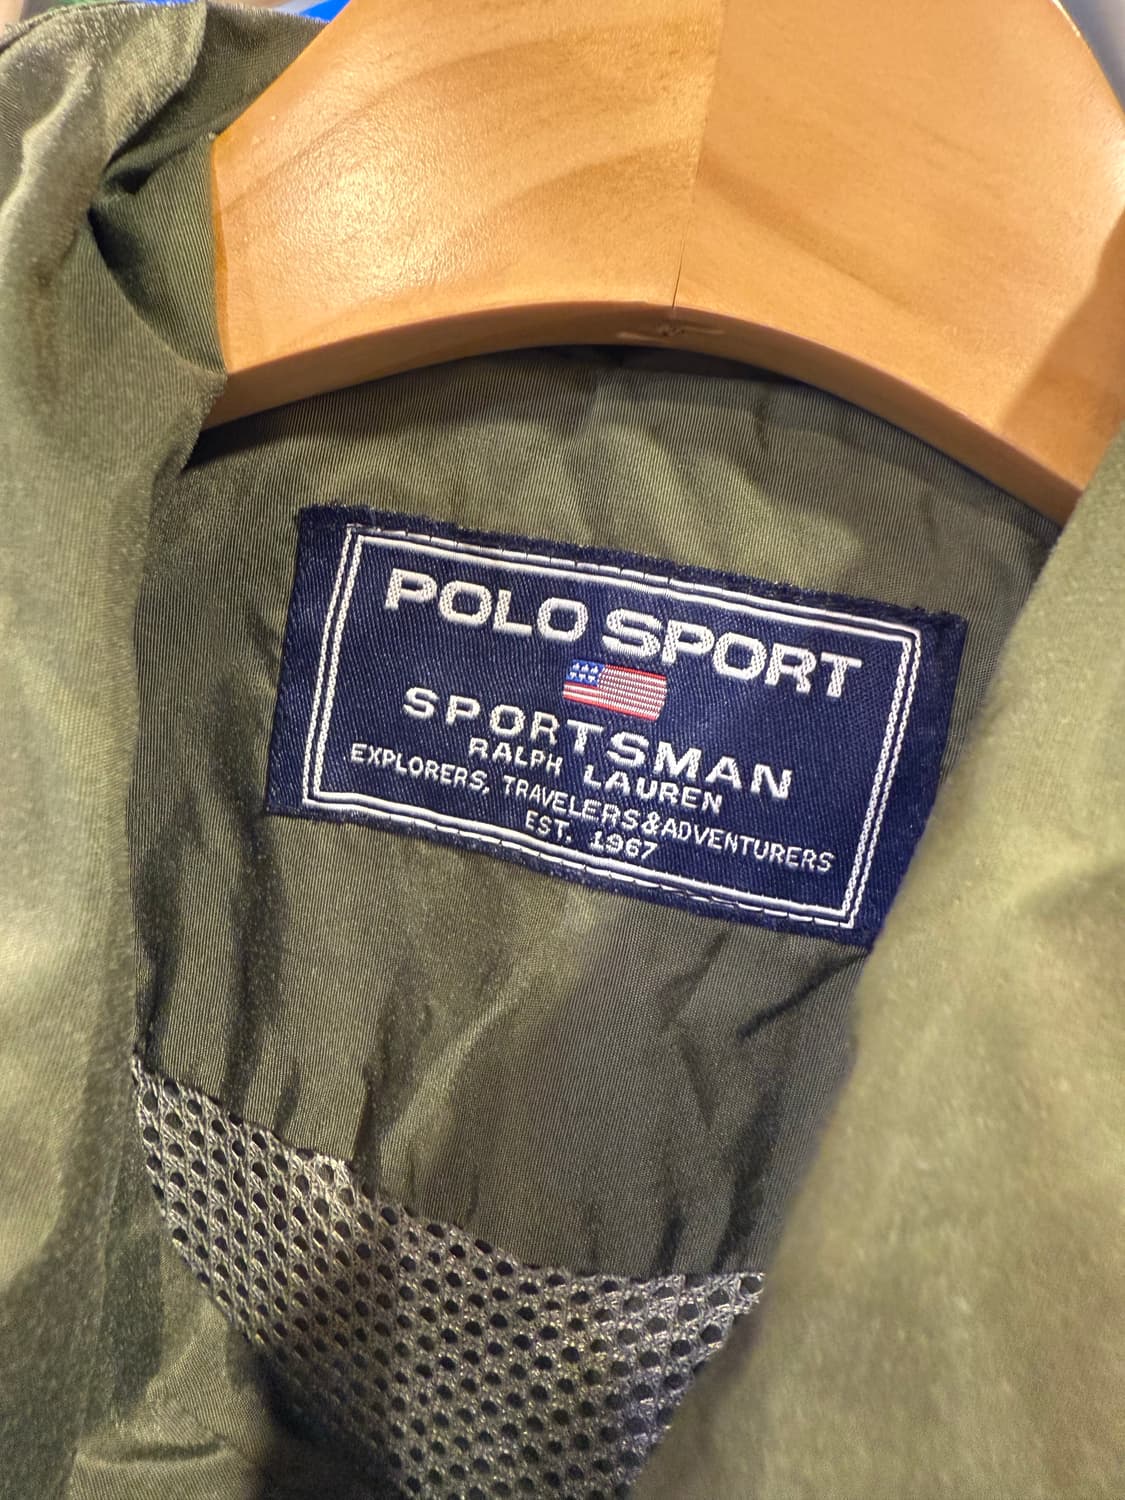 POLO SPORT
SPORTSMAN
RALPH LAUREN
EXPLORERS, TRAVELERS&ADVENTURERS
EST. 1967